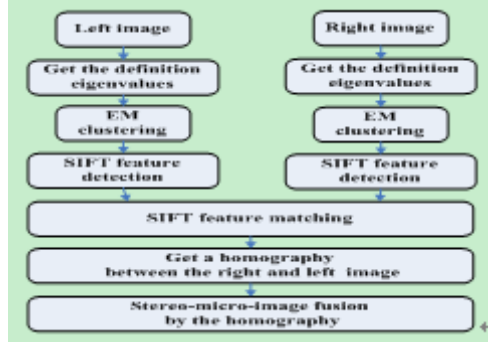 Left image
Right image
Get the definition
eigenvalues
Get the definition
eigenvalues
EM
clustering
EM
clustering
SIFT feature
detection
SIFT feature
detection
SIFT feature matching
Get a homography
between the right and left image
Stereo-micro-image fusion
by the homography